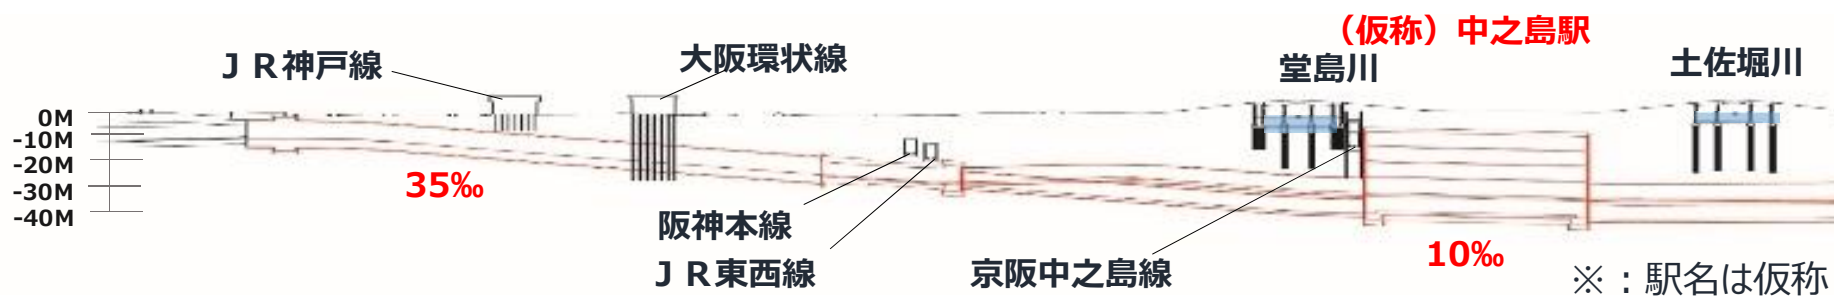 （仮称）中之島駅
ＪＲ神戸線
大阪環状線
堂島川
土佐堀川
0M
-10M
-20M
-30M
-40M
35‰
阪神本線
ＪＲ東西線
京阪中之島線
10‰
※：駅名は仮称